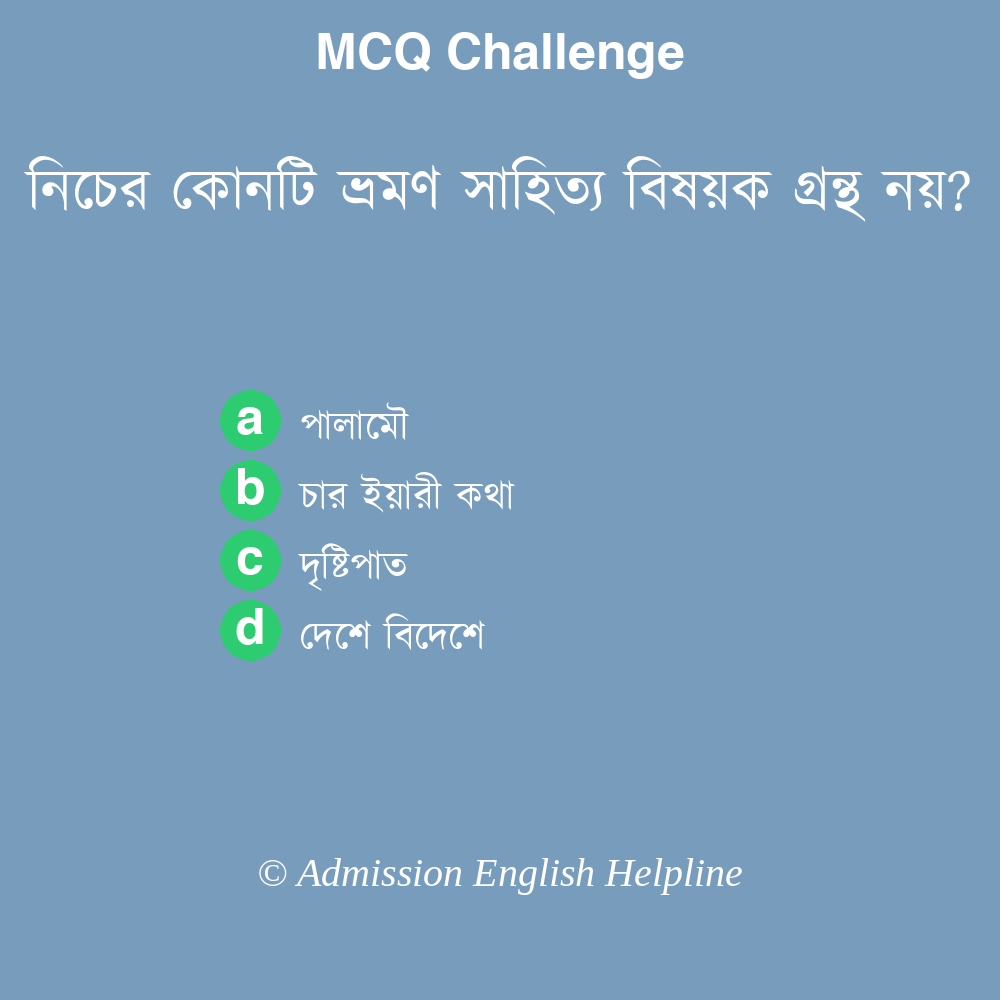 MCQ Challenge
নিচের কোনটি ভ্রমণ সাহিত্য বিষয়ক গ্রন্থ নয়?
a পালামৌ
b চার ইয়ারী কথা
c দৃষ্টিপাত
d দেশে বিদেশে
© Admission English Helpline